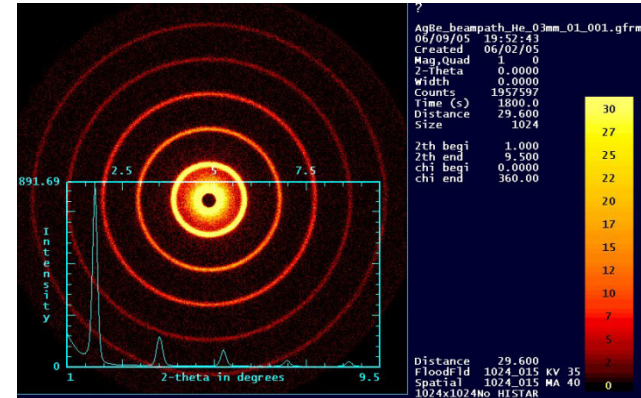 ?
AgBe_beampath_He_03mm_01_001.gfrm
06/09/05 19:52:43
Created 06/02/05
Mag,Quad 1 0
2-Theta 0.0000
Width 0.0000
Counts 1957597
Time (s) 1800.0
Distance 29.600
Size 1024
2th begi 1.000
2th end 9.500
chi begi 0.0000
chi end 360.00
2.5 5 7.5
891.69
Intensity
0
1 2-theta in degrees 9.5
30
27
25
22
20
17
15
12
10
7
5
2
0
Distance 29.600
FloodFld 1024_015 KV 35
Spatial 1024_015 MA 40
1024x1024No HISTAR